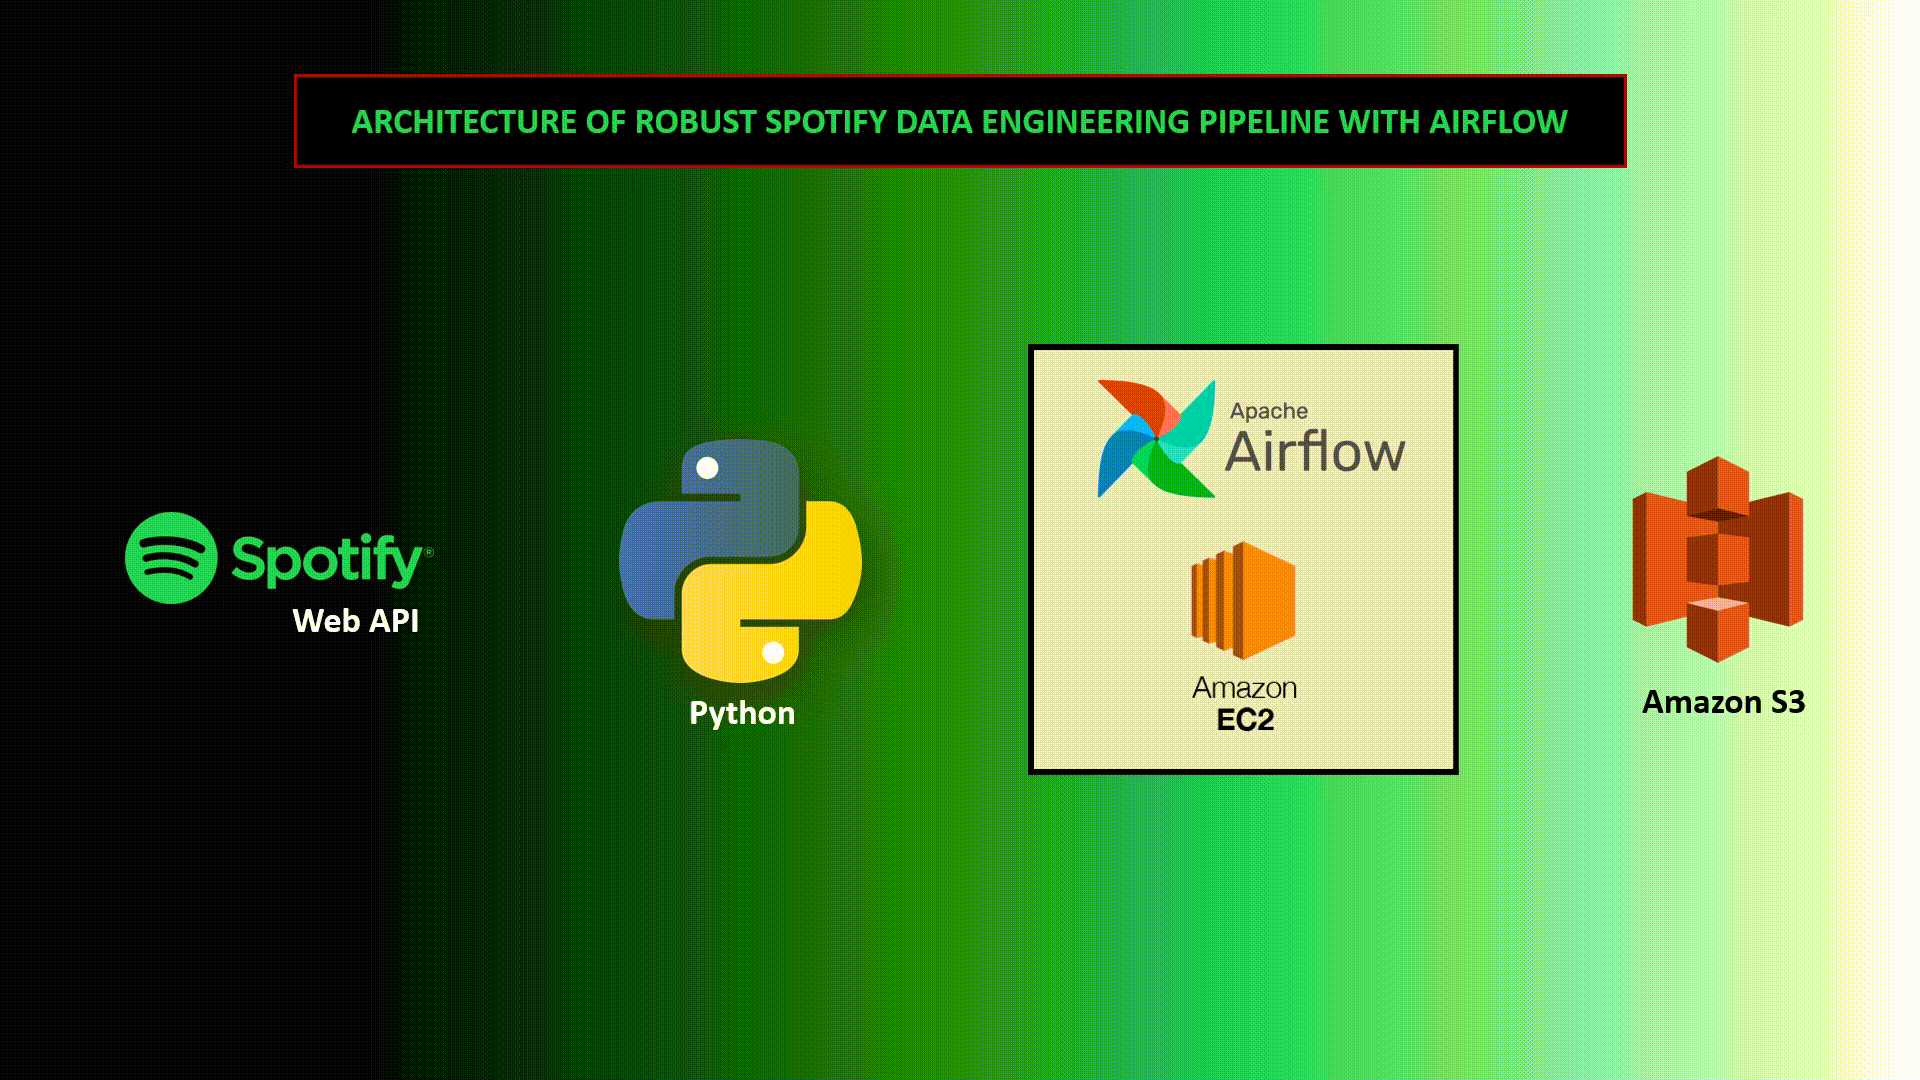 ARCHITECTURE OF ROBUST SPOTIFY DATA ENGINEERING PIPELINE WITH AIRFLOW
Spotify®
Web API
Python
Apache
Airflow
Amazon
EC2
Amazon S3